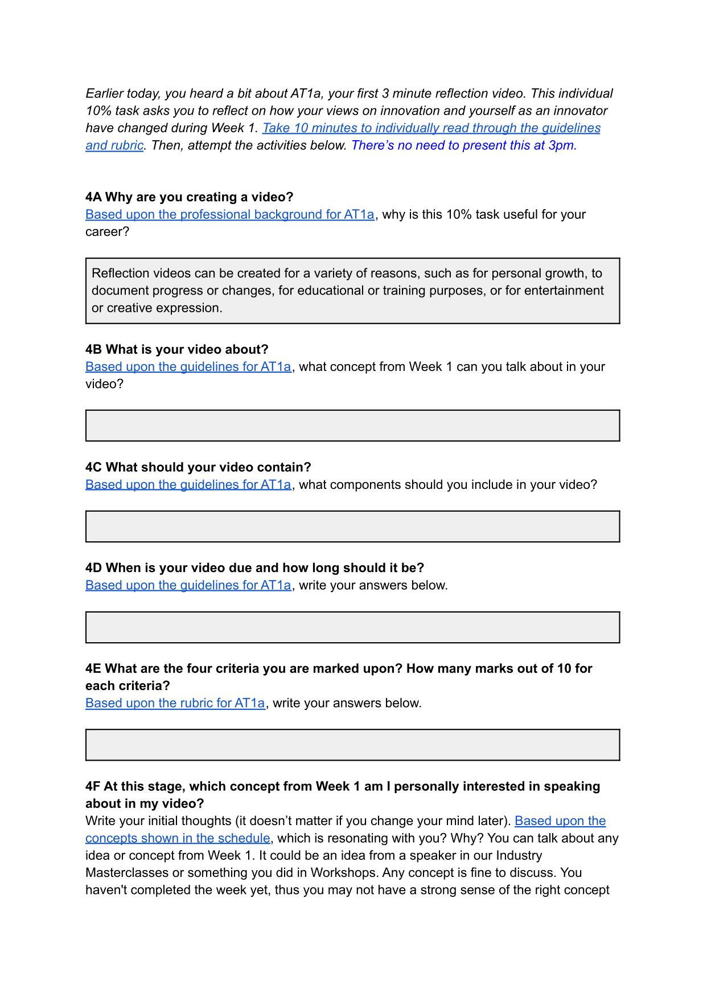 Earlier today, you heard a bit about AT1a, your first 3 minute reflection video. This individual
10% task asks you to reflect on how your views on innovation and yourself as an innovator
have changed during Week 1. Take 10 minutes to individually read through the guidelines
and rubric. Then, attempt the activities below. There’s no need to present this at 3pm.
4A Why are you creating a video?
Based upon the professional background for AT1a, why is this 10% task useful for your
career?
Reflection videos can be created for a variety of reasons, such as for personal growth, to
document progress or changes, for educational or training purposes, or for entertainment
or creative expression.
4B What is your video about?
Based upon the guidelines for AT1a, what concept from Week 1 can you talk about in your
video?
4C What should your video contain?
Based upon the guidelines for AT1a, what components should you include in your video?
4D When is your video due and how long should it be?
Based upon the guidelines for AT1a, write your answers below.
4E What are the four criteria you are marked upon? How many marks out of 10 for
each criteria?
Based upon the rubric for AT1a, write your answers below.
4F At this stage, which concept from Week 1 am I personally interested in speaking
about in my video?
Write your initial thoughts (it doesn’t matter if you change your mind later). Based upon the
concepts shown in the schedule, which is resonating with you? Why? You can talk about any
idea or concept from Week 1. It could be an idea from a speaker in our Industry
Masterclasses or something you did in Workshops. Any concept is fine to discuss. You
haven't completed the week yet, thus you may not have a strong sense of the right concept